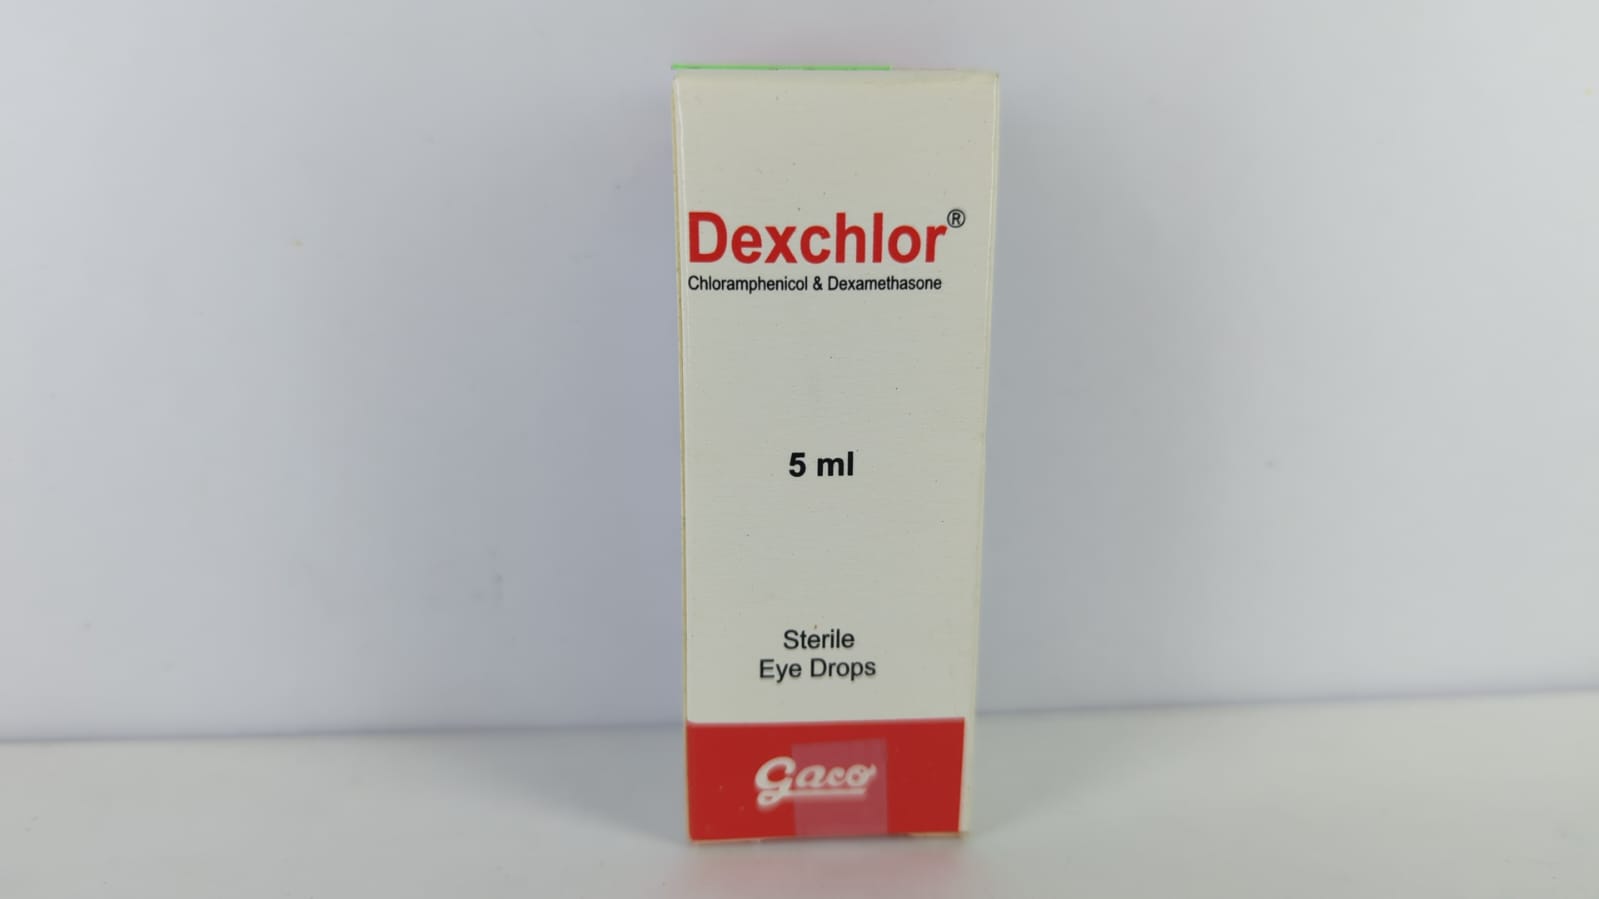 Dexchlor®
Chloramphenicol & Dexamethasone
5 ml
Sterile
Eye Drops
gaco